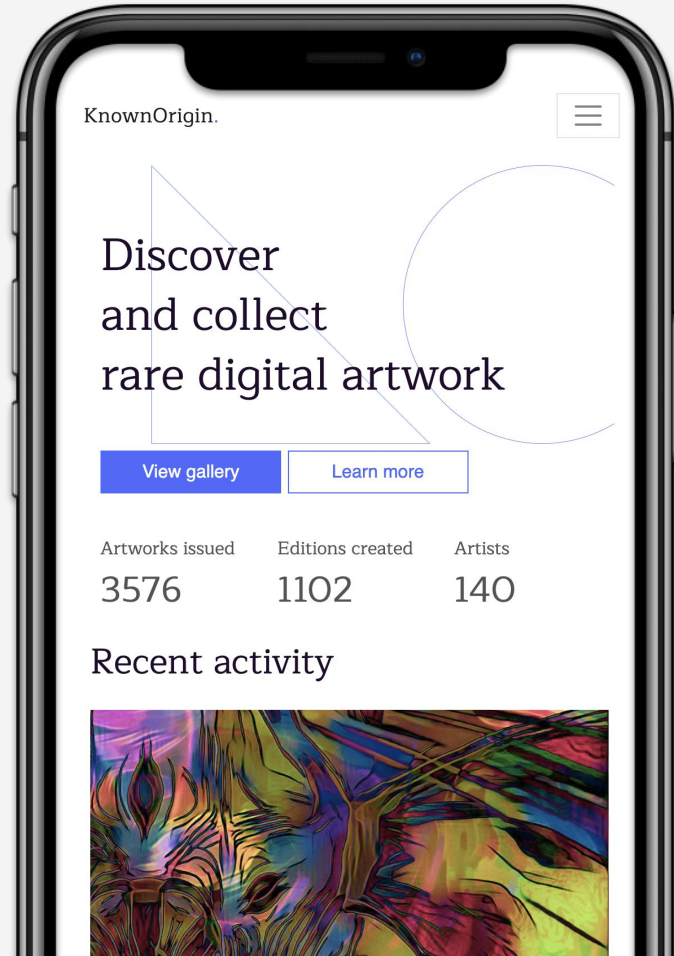 KnownOrigin.
Discover
and collect
rare digital artwork
View gallery Learn more
Artworks issued Editions created Artists
3576 1102 140
Recent activity